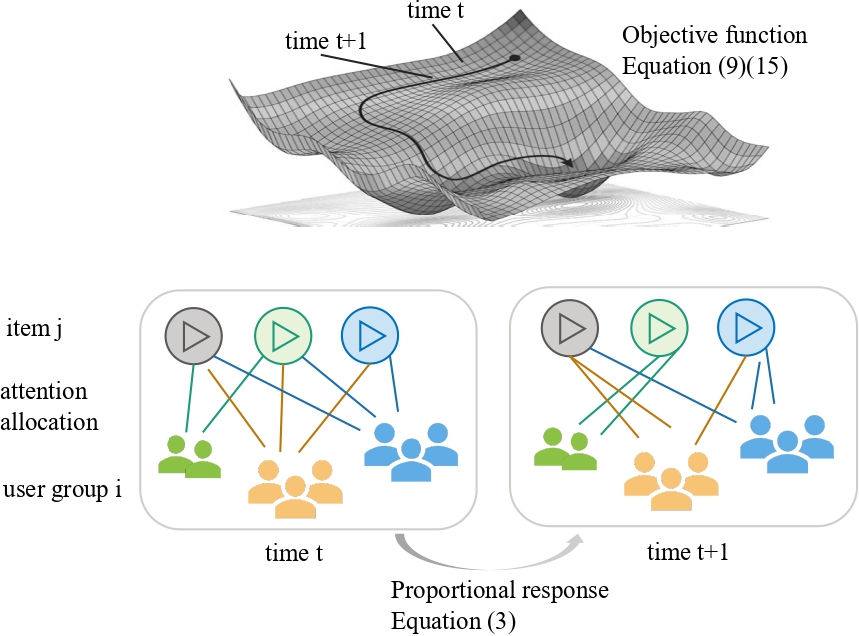 time t
time t+1
Objective function
Equation (9)(15)
item j
attention
allocation
user group i
time t
time t+1
Proportional response
Equation (3)